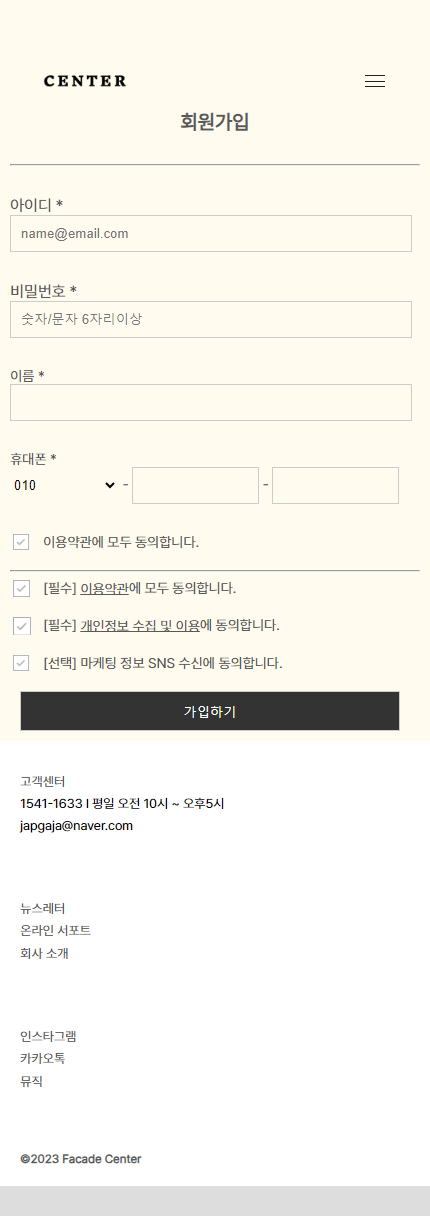 CENTER
회원가입
아이디 *
name@email.com
비밀번호 *
숫자/문자 6자리이상
이름 *
휴대폰 *
010 - -
이용약관에 모두 동의합니다.
[필수] 이용약관에 모두 동의합니다.
[필수] 개인정보 수집 및 이용에 동의합니다.
[선택] 마케팅 정보 SNS 수신에 동의합니다.
가입하기
고객센터
1541-1633 I 평일 오전 10시 ~ 오후5시
japgaja@naver.com
뉴스레터
온라인 서포트
회사 소개
인스타그램
카카오톡
뮤직
©2023 Facade Center